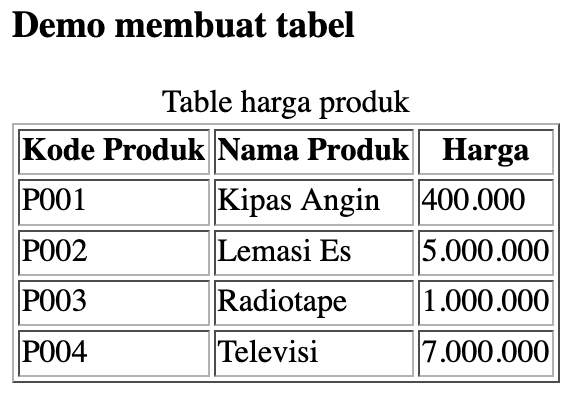 Demo membuat tabel
Table harga produk
Kode Produk Nama Produk Harga
P001 Kipas Angin 400.000
P002 Lemasi Es 5.000.000
P003 Radiotape 1.000.000
P004 Televisi 7.000.000